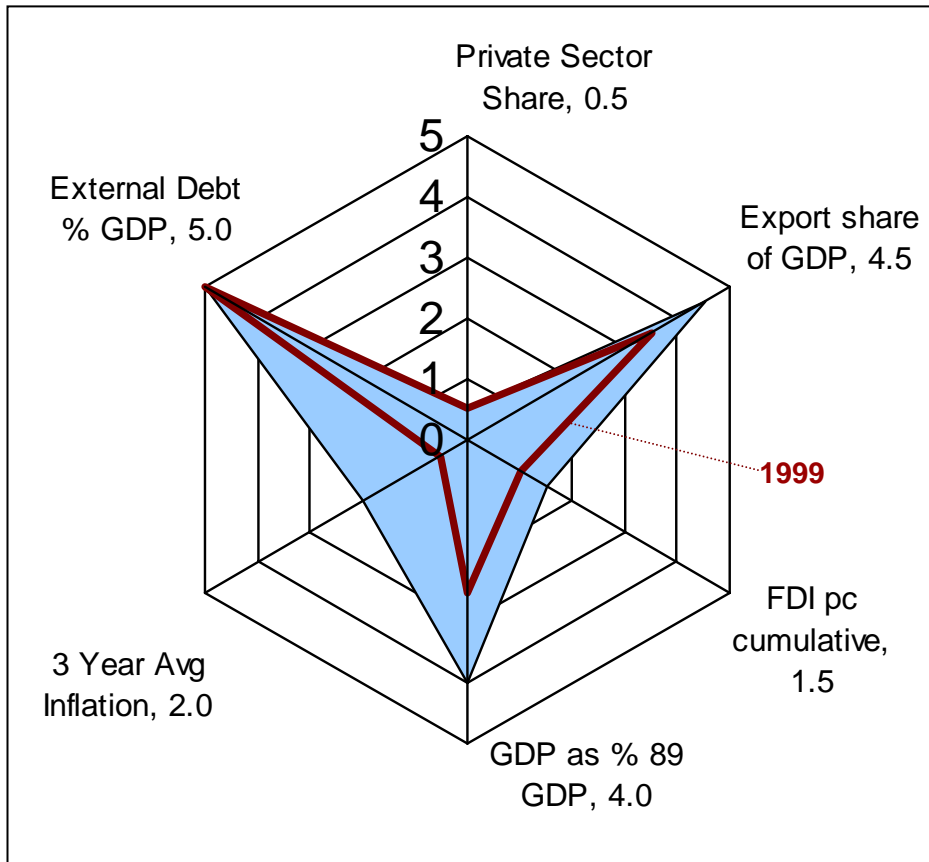 Private Sector
Share, 0.5
5
External Debt
% GDP, 5.0
4
Export share
of GDP, 4.5
3
2
1
0
1999
FDI pc
cumulative,
1.5
3 Year Avg
Inflation, 2.0
GDP as % 89
GDP, 4.0